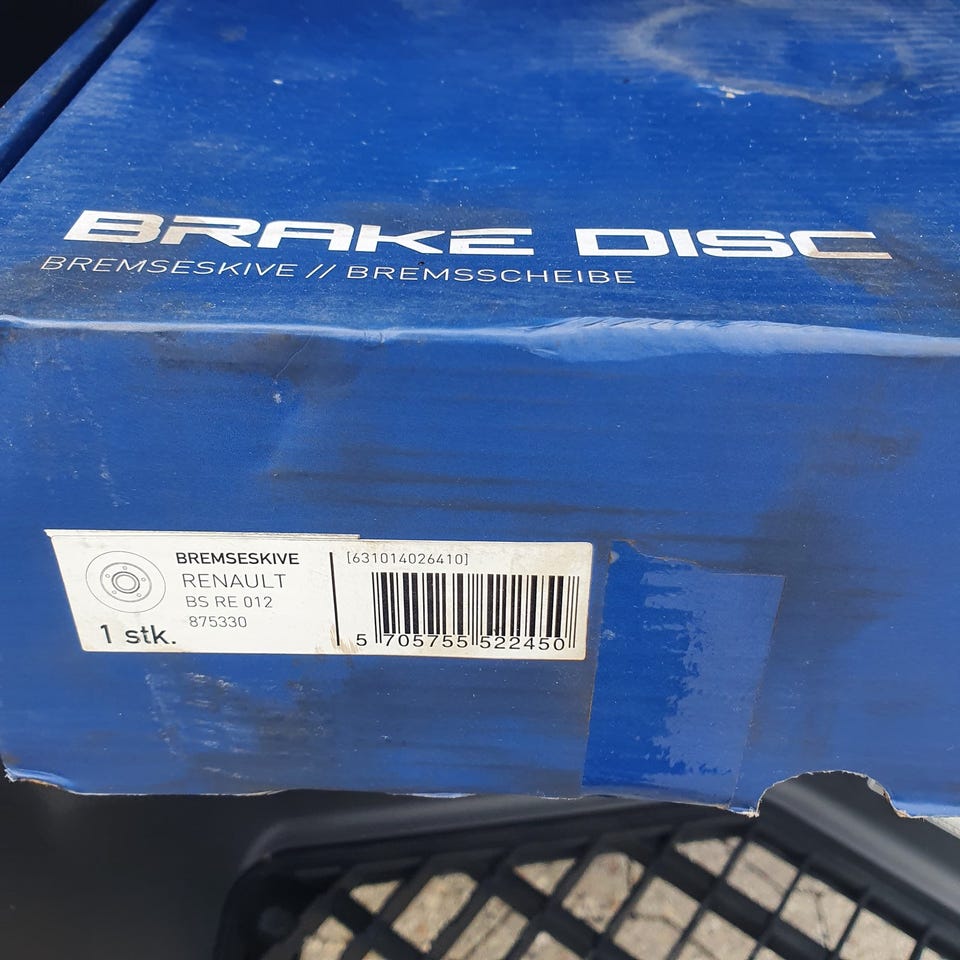 BRAKE DISC
BREMSESKIVE // BREMSSCHEIBE
BREMSESKIVE
RENAULT
BS RE 012
875330
1 stk.
[631014026410]
5 705755 522450